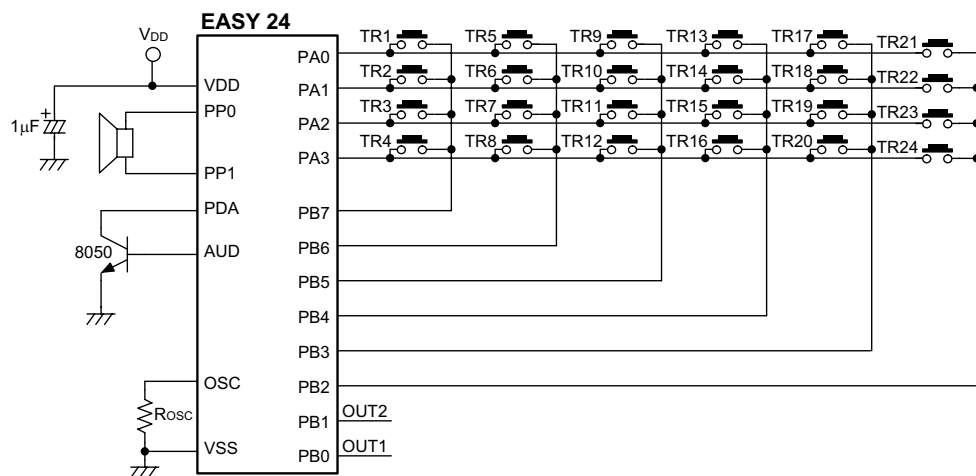 EASY 24
VDD
TR1 TR5 TR9 TR13 TR17 TR21
PA0
TR2 TR6 TR10 TR14 TR18 TR22
VDD PA1
1µF + PP0
TR3 TR7 TR11 TR15 TR19 TR23
PA2
TR4 TR8 TR12 TR16 TR20 TR24
PA3
PP1
PDA PB7
8050 AUD PB6
PB5
PB4
PB3
OSC PB2
ROSC PB1 OUT2
VSS PB0 OUT1